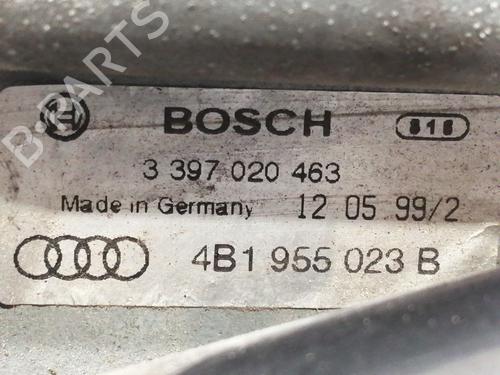 B-PARTS
BOSCH 818
3 397 020 463
Made in Germany 12 05 99/2
4B1 955 023 B